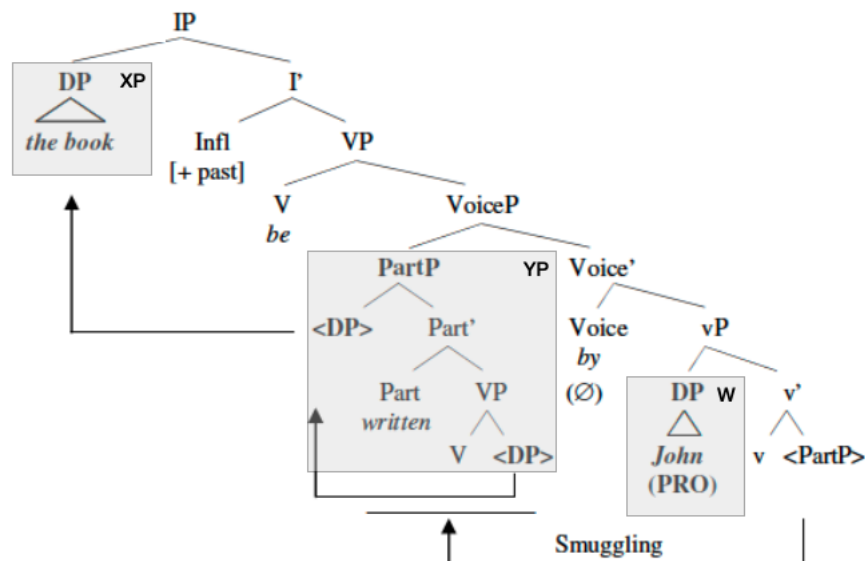 IP
DP XP I'
the book Infl VP
[+ past]
V VoiceP
be
PartP YP Voice'
<DP> Part' Voice vP
by
Part VP (∅) DP W v'
written
V <DP> John v <PartP>
(PRO)
Smuggling